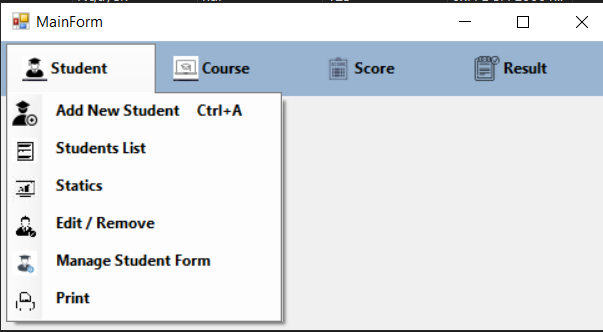 MainForm
Student Course Score Result
Add New Student Ctrl+A
Students List
Statics
Edit / Remove
Manage Student Form
Print